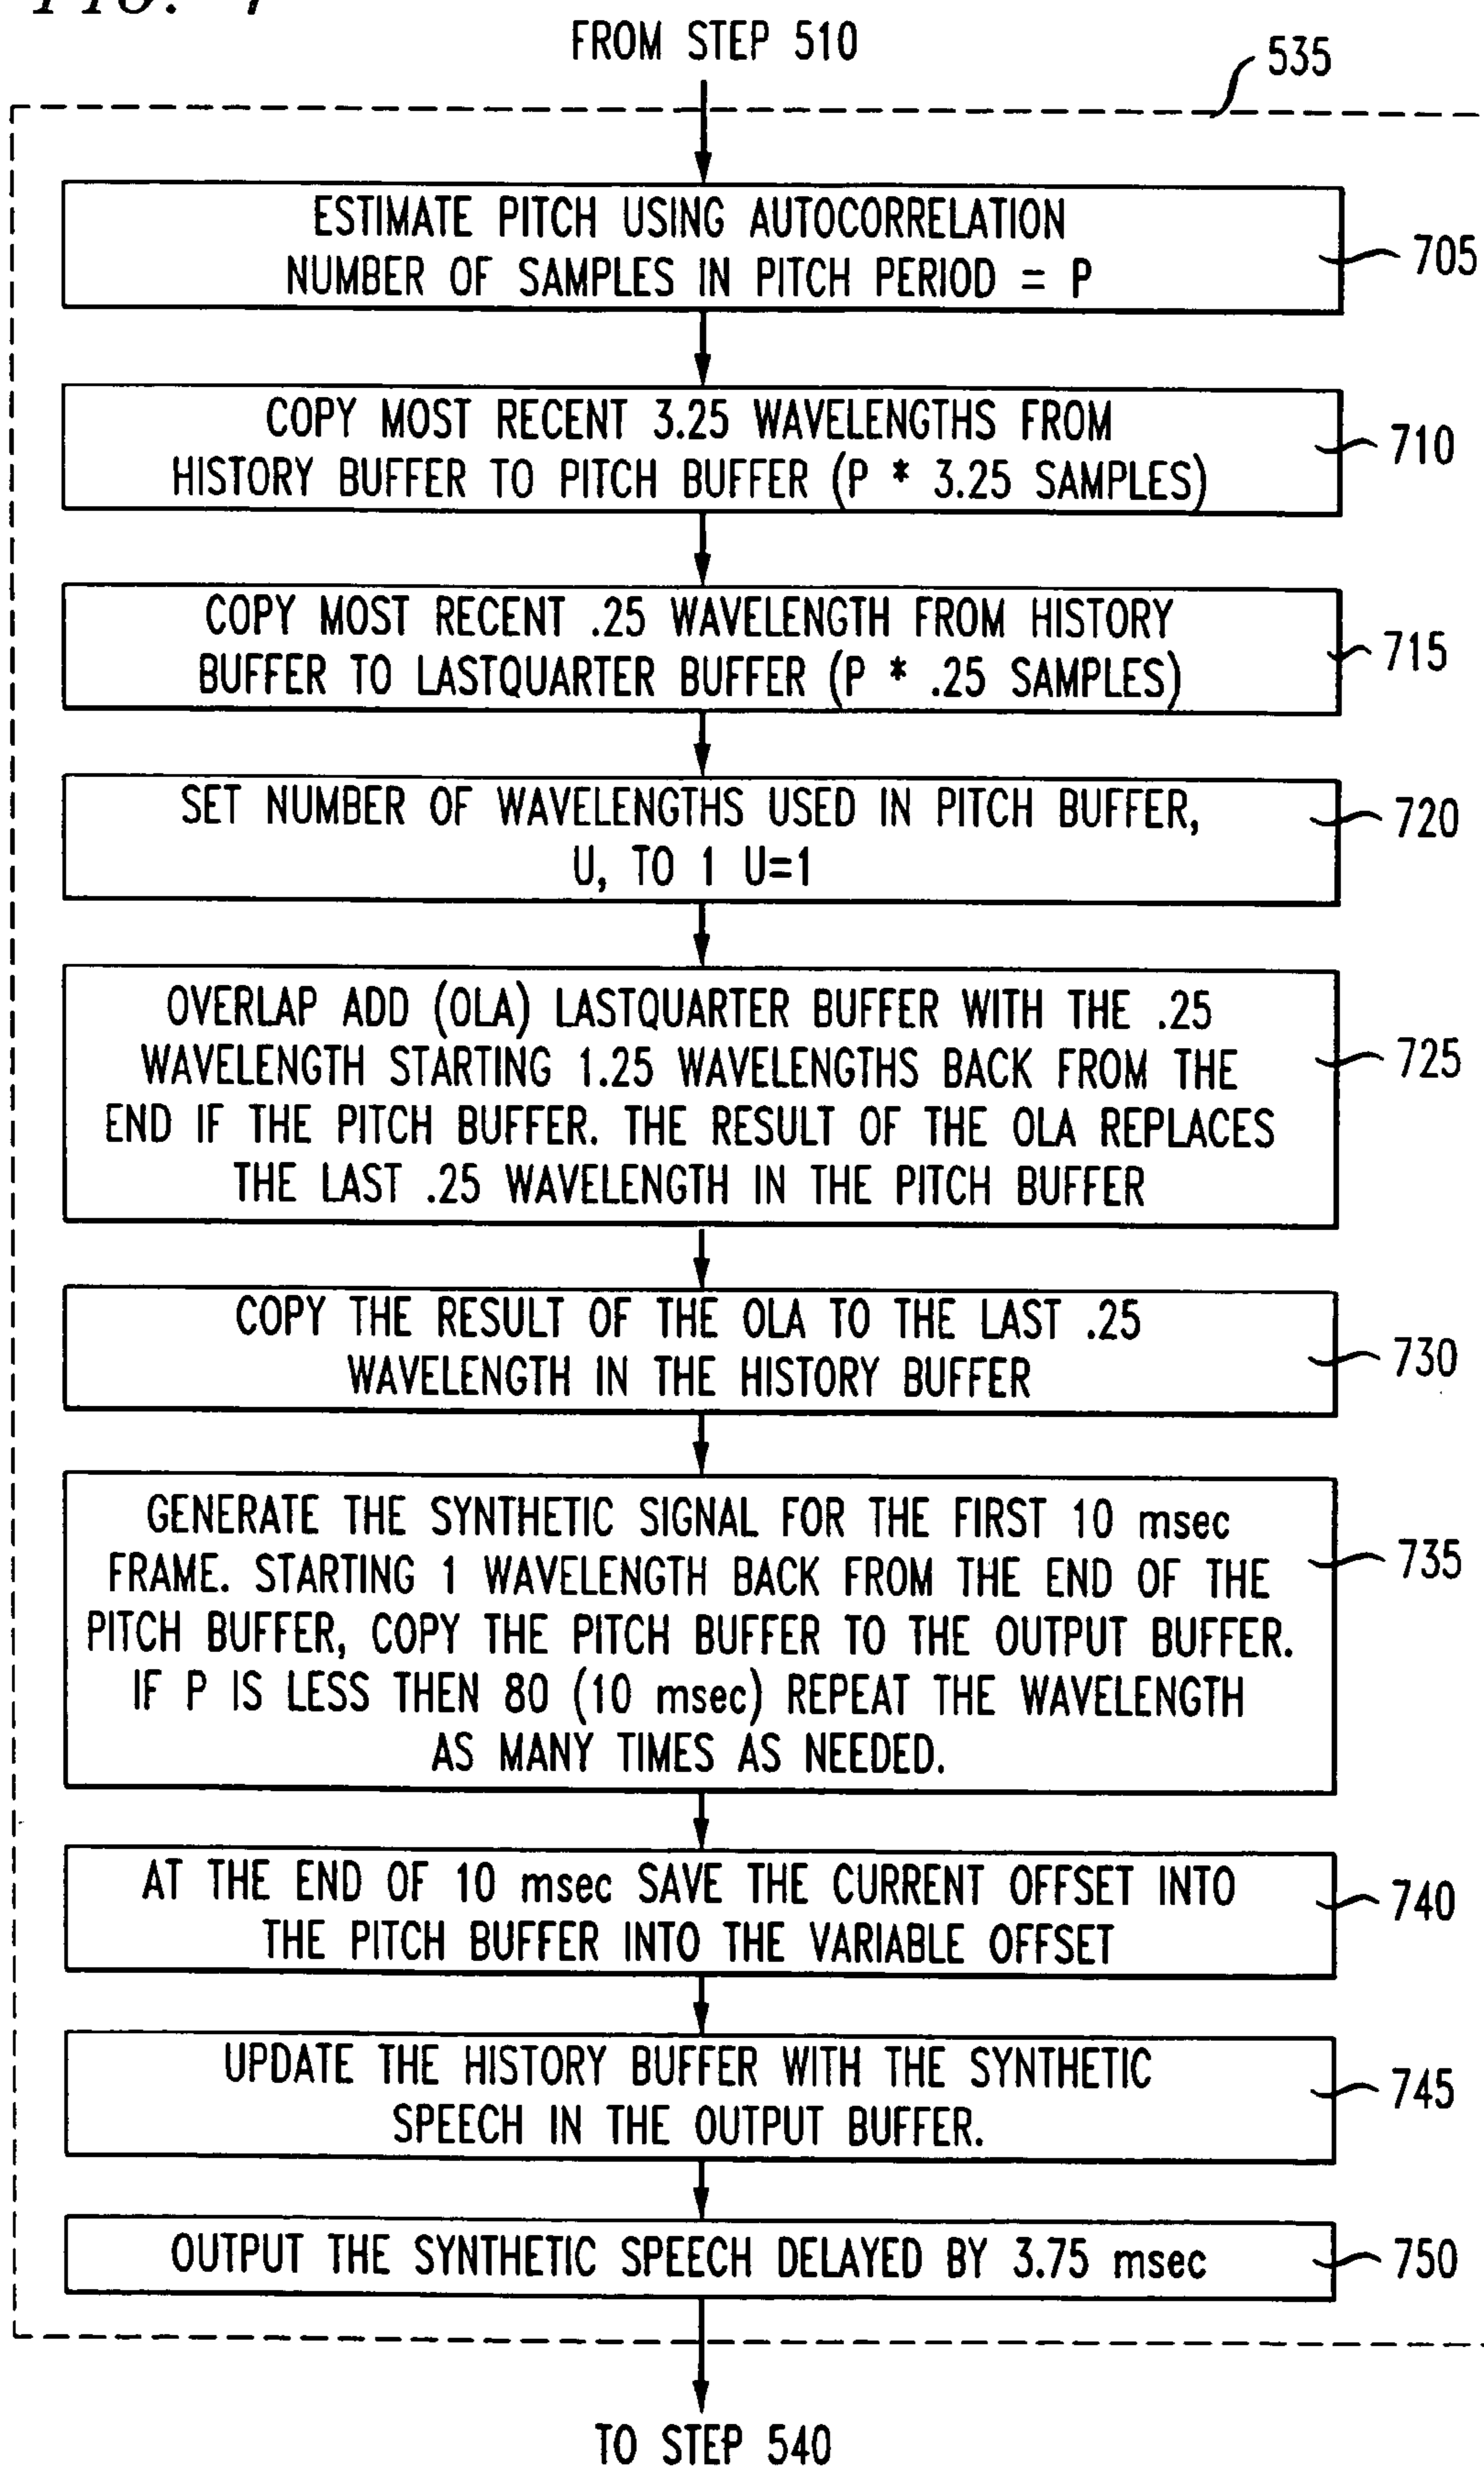 FIG. 7
FROM STEP 510
535
ESTIMATE PITCH USING AUTOCORRELATION
NUMBER OF SAMPLES IN PITCH PERIOD = P
705
COPY MOST RECENT 3.25 WAVELENGTHS FROM
HISTORY BUFFER TO PITCH BUFFER (P * 3.25 SAMPLES)
710
COPY MOST RECENT .25 WAVELENGTH FROM HISTORY
BUFFER TO LASTQUARTER BUFFER (P * .25 SAMPLES)
715
SET NUMBER OF WAVELENGTHS USED IN PITCH BUFFER,
U, TO 1 U=1
720
OVERLAP ADD (OLA) LASTQUARTER BUFFER WITH THE .25
WAVELENGTH STARTING 1.25 WAVELENGTHS BACK FROM THE
END IF THE PITCH BUFFER. THE RESULT OF THE OLA REPLACES
THE LAST .25 WAVELENGTH IN THE PITCH BUFFER
725
COPY THE RESULT OF THE OLA TO THE LAST .25
WAVELENGTH IN THE HISTORY BUFFER
730
GENERATE THE SYNTHETIC SIGNAL FOR THE FIRST 10 msec
FRAME. STARTING 1 WAVELENGTH BACK FROM THE END OF THE
PITCH BUFFER, COPY THE PITCH BUFFER TO THE OUTPUT BUFFER.
IF P IS LESS THEN 80 (10 msec) REPEAT THE WAVELENGTH
AS MANY TIMES AS NEEDED.
735
AT THE END OF 10 msec SAVE THE CURRENT OFFSET INTO
THE PITCH BUFFER INTO THE VARIABLE OFFSET
740
UPDATE THE HISTORY BUFFER WITH THE SYNTHETIC
SPEECH IN THE OUTPUT BUFFER.
745
OUTPUT THE SYNTHETIC SPEECH DELAYED BY 3.75 msec
750
TO STEP 540